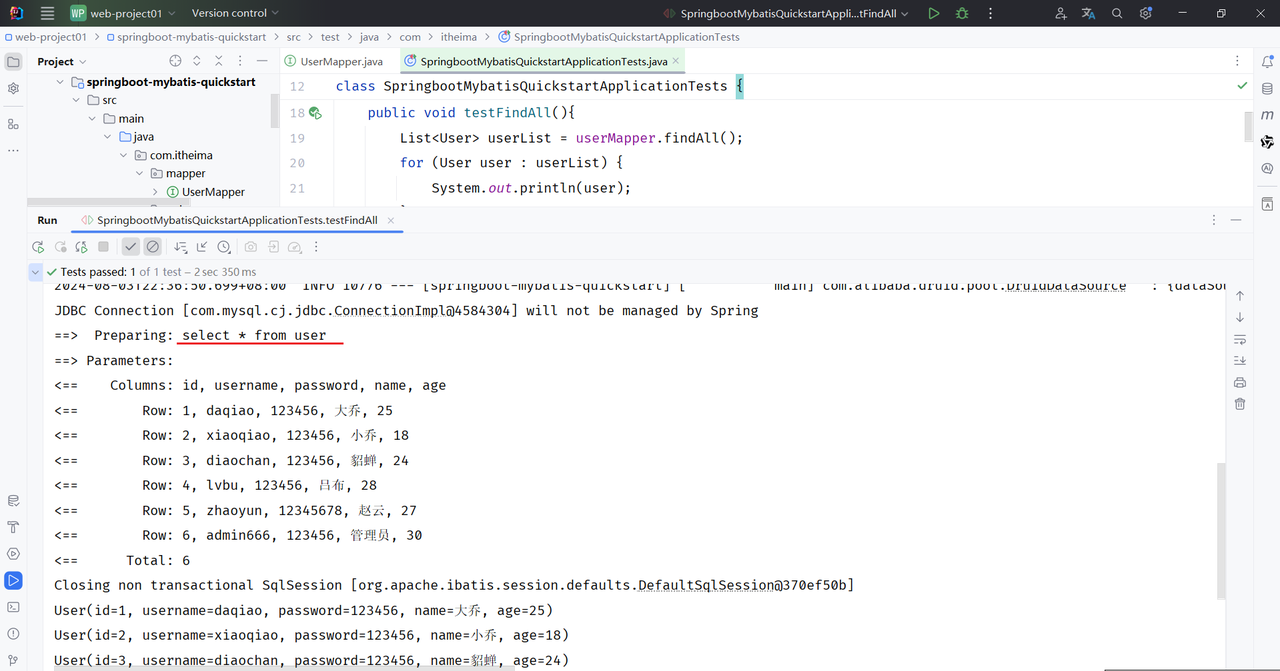 WP web-project01 Version control SpringbootMybatisQuickstartAppli...tFindAll
web-project01 > springboot-mybatis-quickstart > src > test > java > com > itheima > SpringbootMybatisQuickstartApplicationTests
Project
UserMapper.java SpringbootMybatisQuickstartApplicationTests.java
springboot-mybatis-quickstart
src
main
java
com.itheima
mapper
UserMapper
12 class SpringbootMybatisQuickstartApplicationTests {
18 public void testFindAll(){
19 List<User> userList = userMapper.findAll();
20 for (User user : userList) {
21 System.out.println(user);
Run SpringbootMybatisQuickstartApplicationTests.testFindAll
Tests passed: 1 of 1 test – 2 sec 350 ms
2024-08-03T22:36:50.699+08:00 INFO 10776 --- [springboot-mybatis-quickstart] [ main] com.alibaba.druid.pool.DruidDataSource : {dataSou
JDBC Connection [com.mysql.cj.jdbc.ConnectionImpl@4584304] will not be managed by Spring
==> Preparing: select * from user
==> Parameters:
<== Columns: id, username, password, name, age
<== Row: 1, daqiao, 123456, 大乔, 25
<== Row: 2, xiaoqiao, 123456, 小乔, 18
<== Row: 3, diaochan, 123456, 貂蝉, 24
<== Row: 4, lvbu, 123456, 吕布, 28
<== Row: 5, zhaoyun, 12345678, 赵云, 27
<== Row: 6, admin666, 123456, 管理员, 30
<== Total: 6
Closing non transactional SqlSession [org.apache.ibatis.session.defaults.DefaultSqlSession@370ef50b]
User(id=1, username=daqiao, password=123456, name=大乔, age=25)
User(id=2, username=xiaoqiao, password=123456, name=小乔, age=18)
User(id=3, username=diaochan, password=123456, name=貂蝉, age=24)